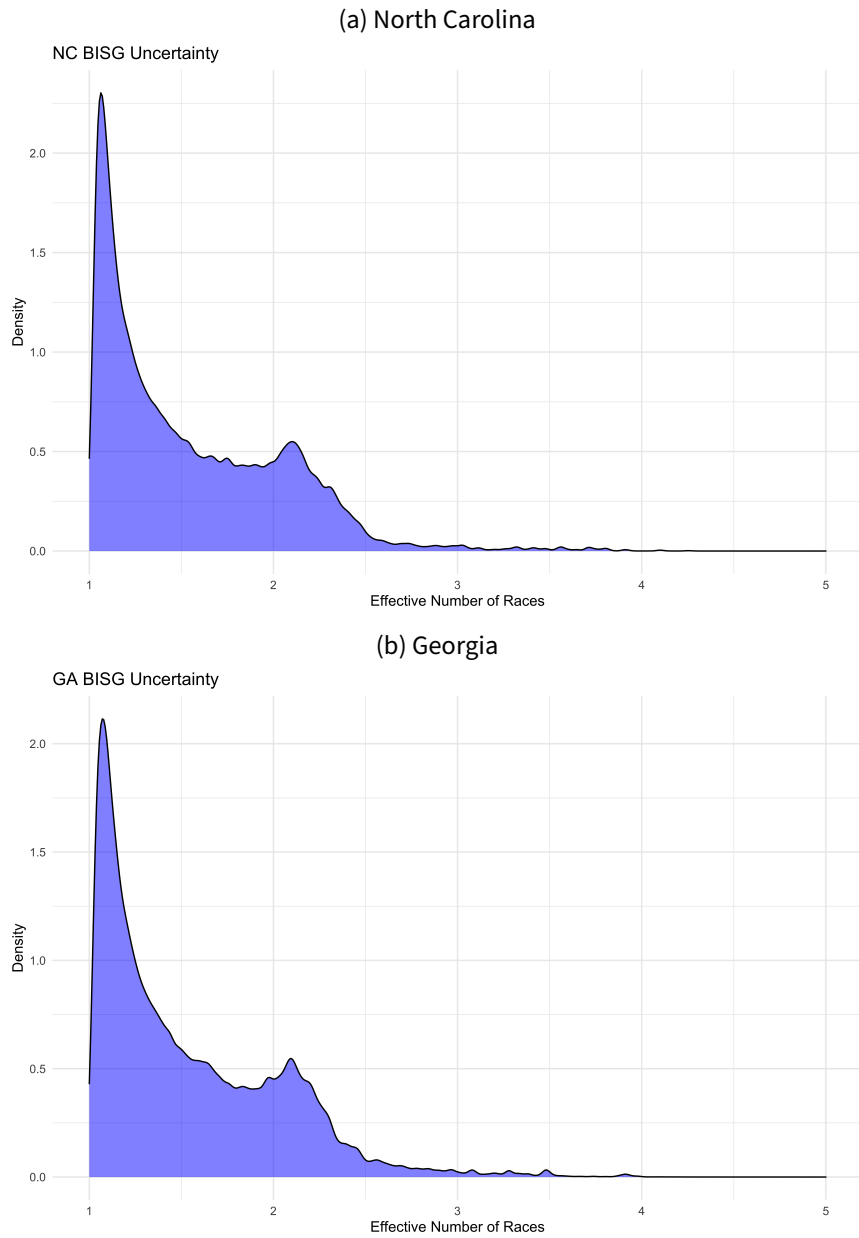 (a) North Carolina
NC BISG Uncertainty
2.0
1.5
1.0
0.5
0.0
Density
1 2 3 4 5
Effective Number of Races
(b) Georgia
GA BISG Uncertainty
2.0
1.5
1.0
0.5
0.0
Density
1 2 3 4 5
Effective Number of Races